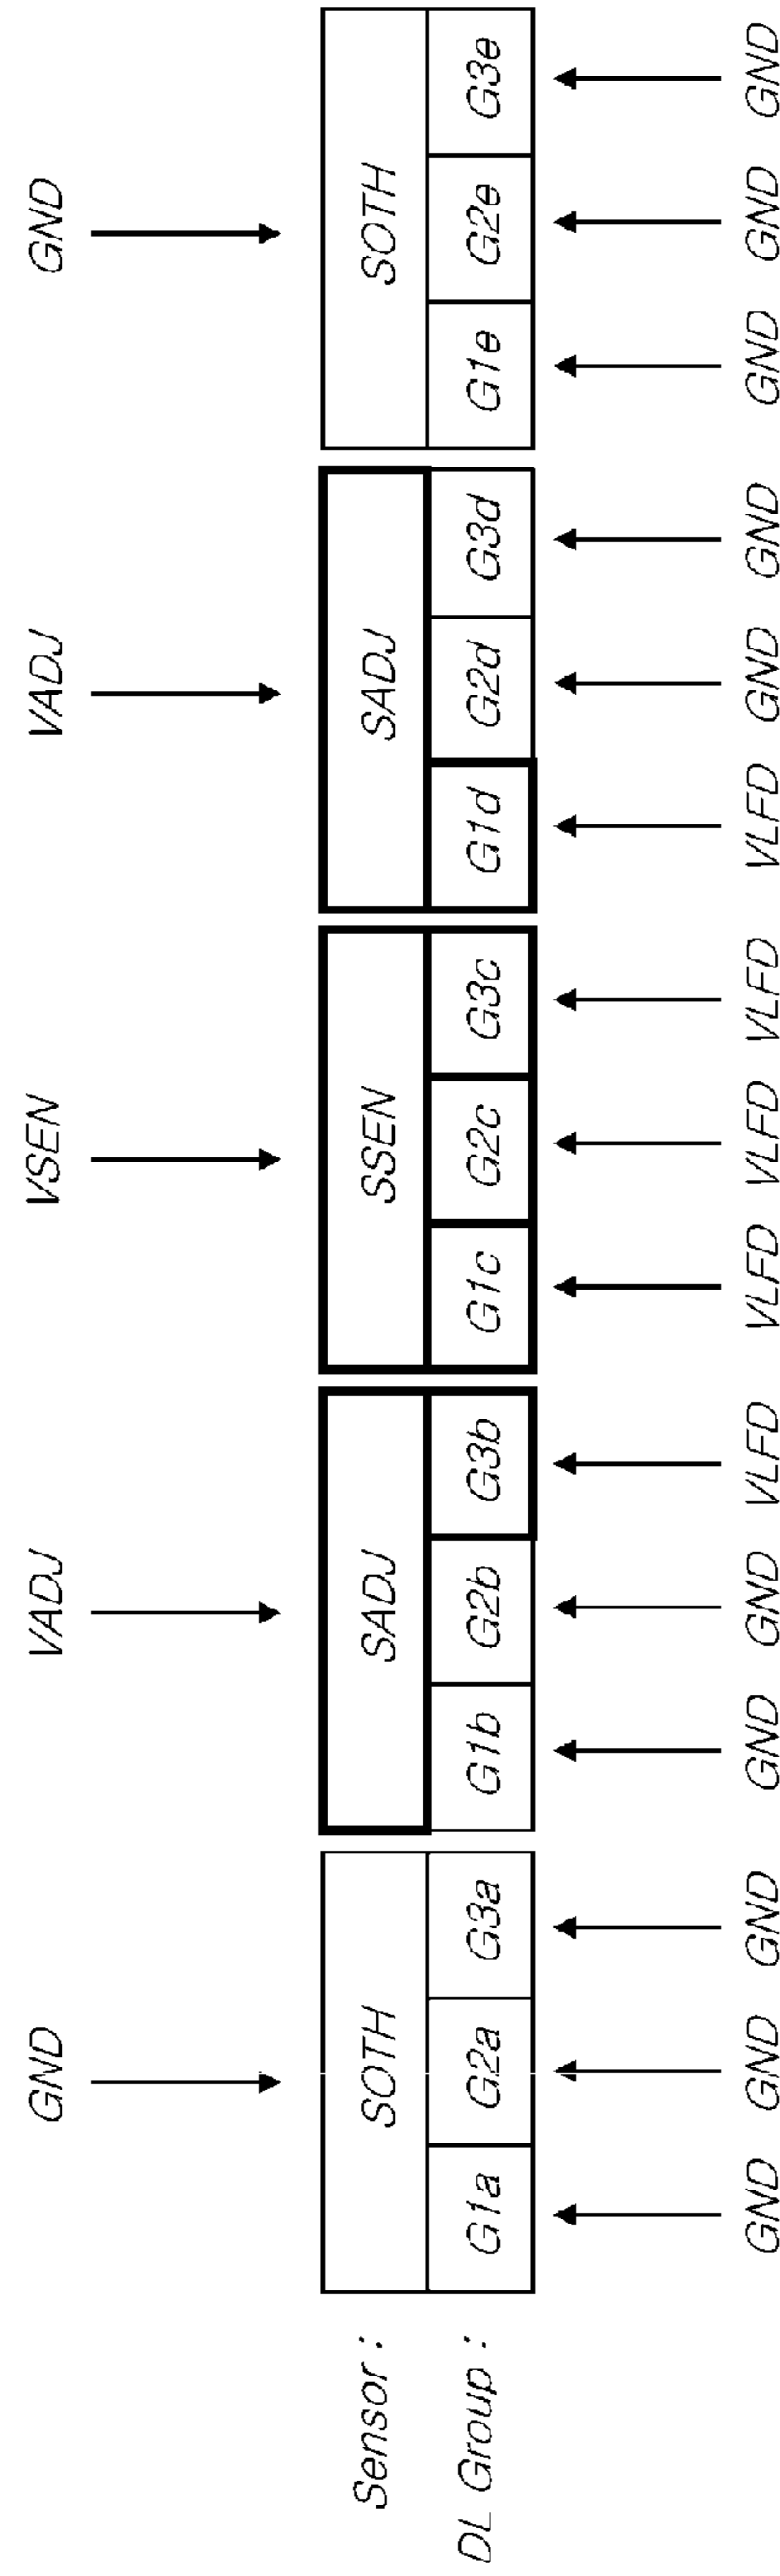 GND VADJ VSEN VADJ GND
Sensor : SOTH SADJ SSEN SADJ SOTH
DL Group : G1a G2a G3a G1b G2b G3b G1c G2c G3c G1d G2d G3d G1e G2e G3e
GND GND GND GND GND VLFD VLFD VLFD VLFD VLFD GND GND GND GND GND